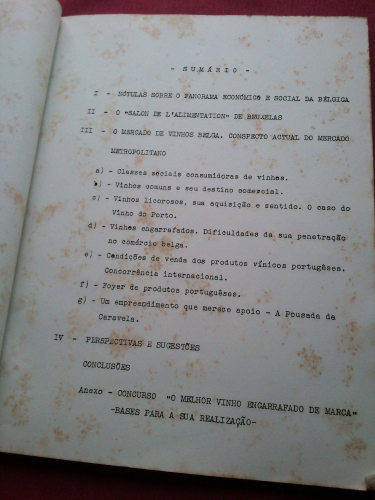 - SUMÁRIO -
I - RÓTULAS SOBRE O PANORAMA ECONÓMICO E SOCIAL DA BÉLGICA
II - O "SALON DE L'ALIMENTATION" DE BRUXELAS
III - O MERCADO DE VINHOS BELGA. CONSPECTO ACTUAL DO MERCADO
METROPOLITANO
a) - Classes sociais consumidoras de vinhos.
b) - Vinhos comuns e seu destino comercial.
c) - Vinhos licorosos, sua aquisição e sentido. O caso do
Vinho do Porto.
d) - Vinhos engarrafados. Dificuldades da sua penetração
no comércio belga.
e) - Condições de venda dos produtos vínicos portugêses.
Concorrência internacional.
f) - Foyer de produtos portuguêses.
g) - Um empreendimento que merece apoio - A Pousada da
Caravela.
IV - PERSPECTIVAS E SUGESTÕES
CONCLUSÕES
Anexo - CONCURSO "O MELHOR VINHO ENGARRAFADO DE MARCA"
-BASES PARA A SUA REALIZAÇÃO-